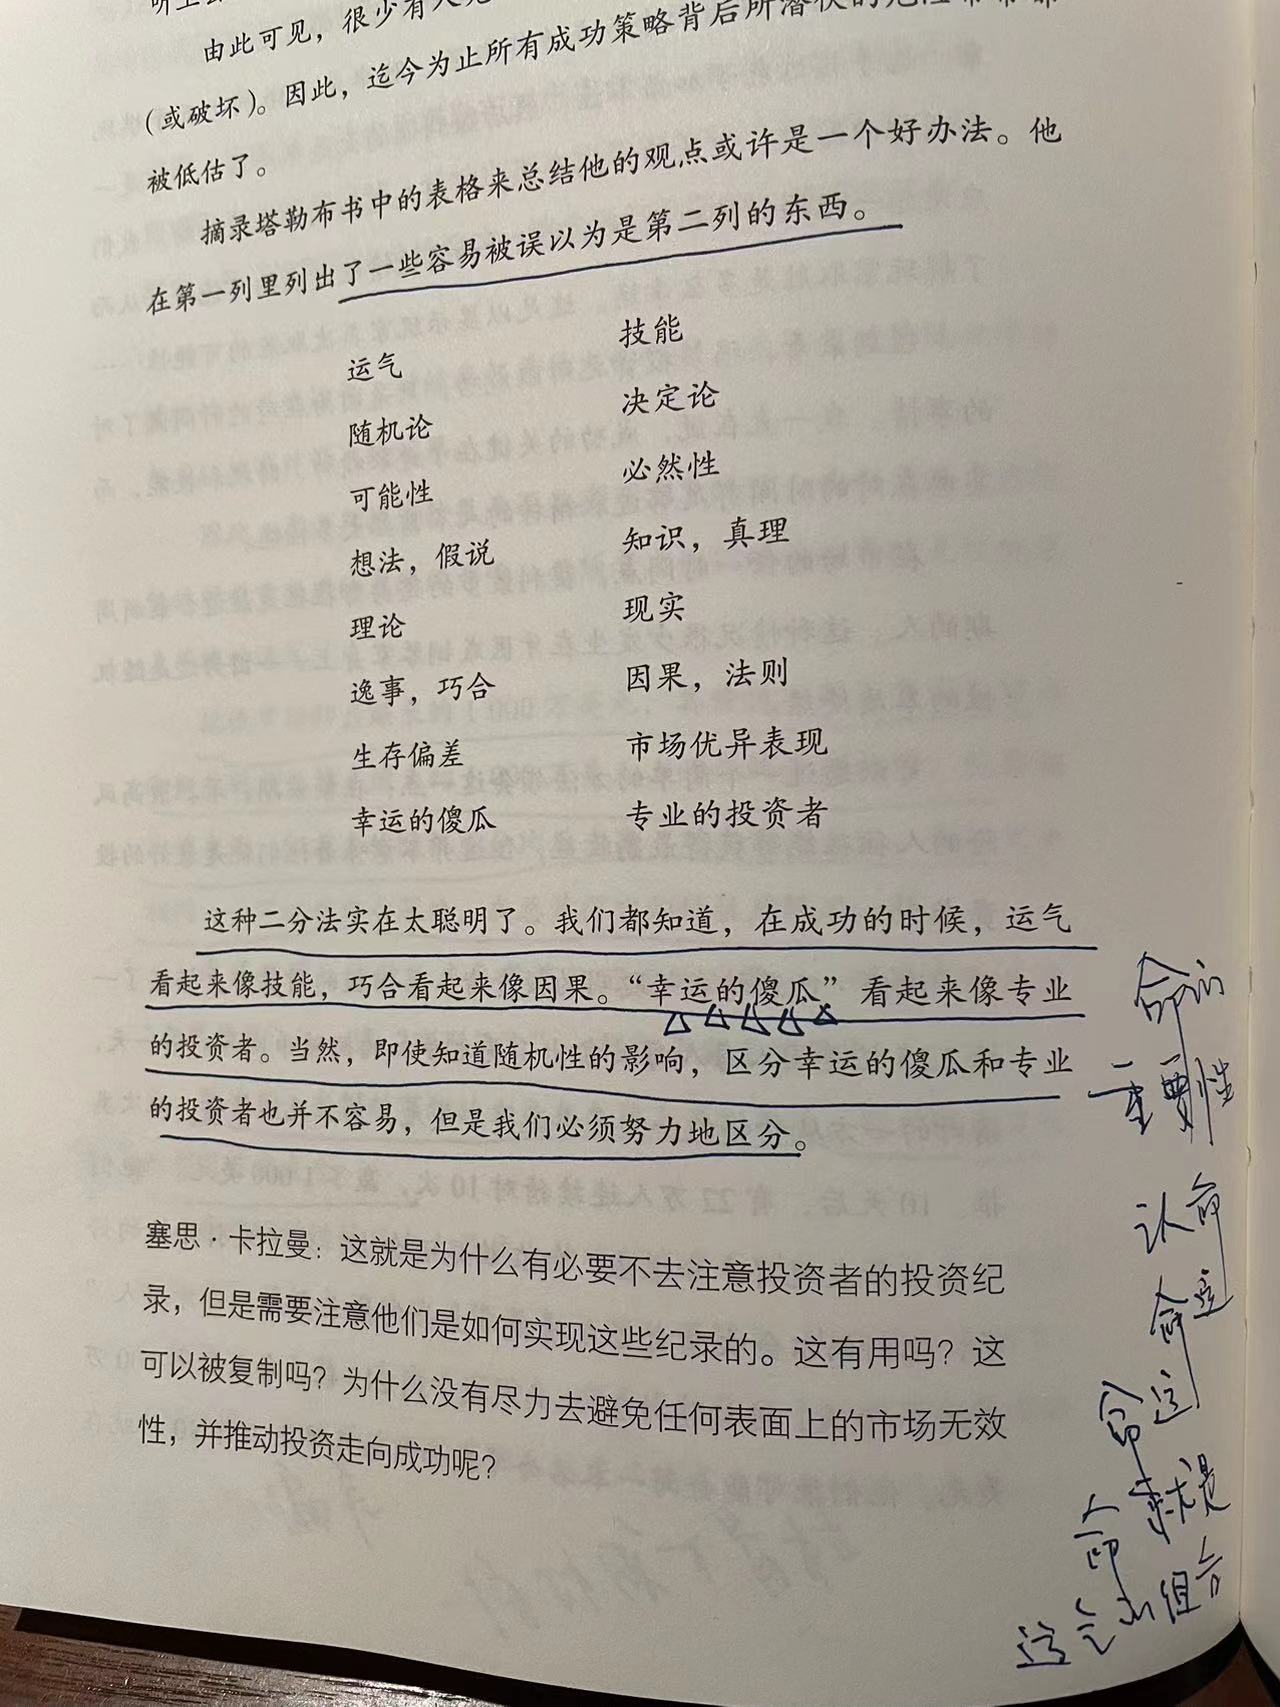 由此可见，很少有人
(或破坏)。因此，迄今为止所有成功策略背后所潜伏的危险常常都
被低估了。
摘录塔勒布书中的表格来总结他的观点或许是一个好办法。他
在第一列里列出了一些容易被误以为是第二列的东西。
运气 技能
随机论 决定论
可能性 必然性
想法，假说 知识，真理
理论 现实
逸事，巧合 因果，法则
生存偏差 市场优异表现
幸运的傻瓜 专业的投资者
这种二分法实在太聪明了。我们都知道，在成功的时候，运气
看起来像技能，巧合看起来像因果。“幸运的傻瓜”看起来像专业
的投资者。当然，即使知道随机性的影响，区分幸运的傻瓜和专业
的投资者也并不容易，但是我们必须努力地区分。
塞思·卡拉曼：这就是为什么有必要不去注意投资者的投资纪
录，但是需要注意他们是如何实现这些纪录的。这有用吗？这
可以被复制吗？为什么没有尽力去避免任何表面上的市场无效
性，并推动投资走向成功呢？
命的
重要性
认命
命运
命运
命 就是
运气的组合